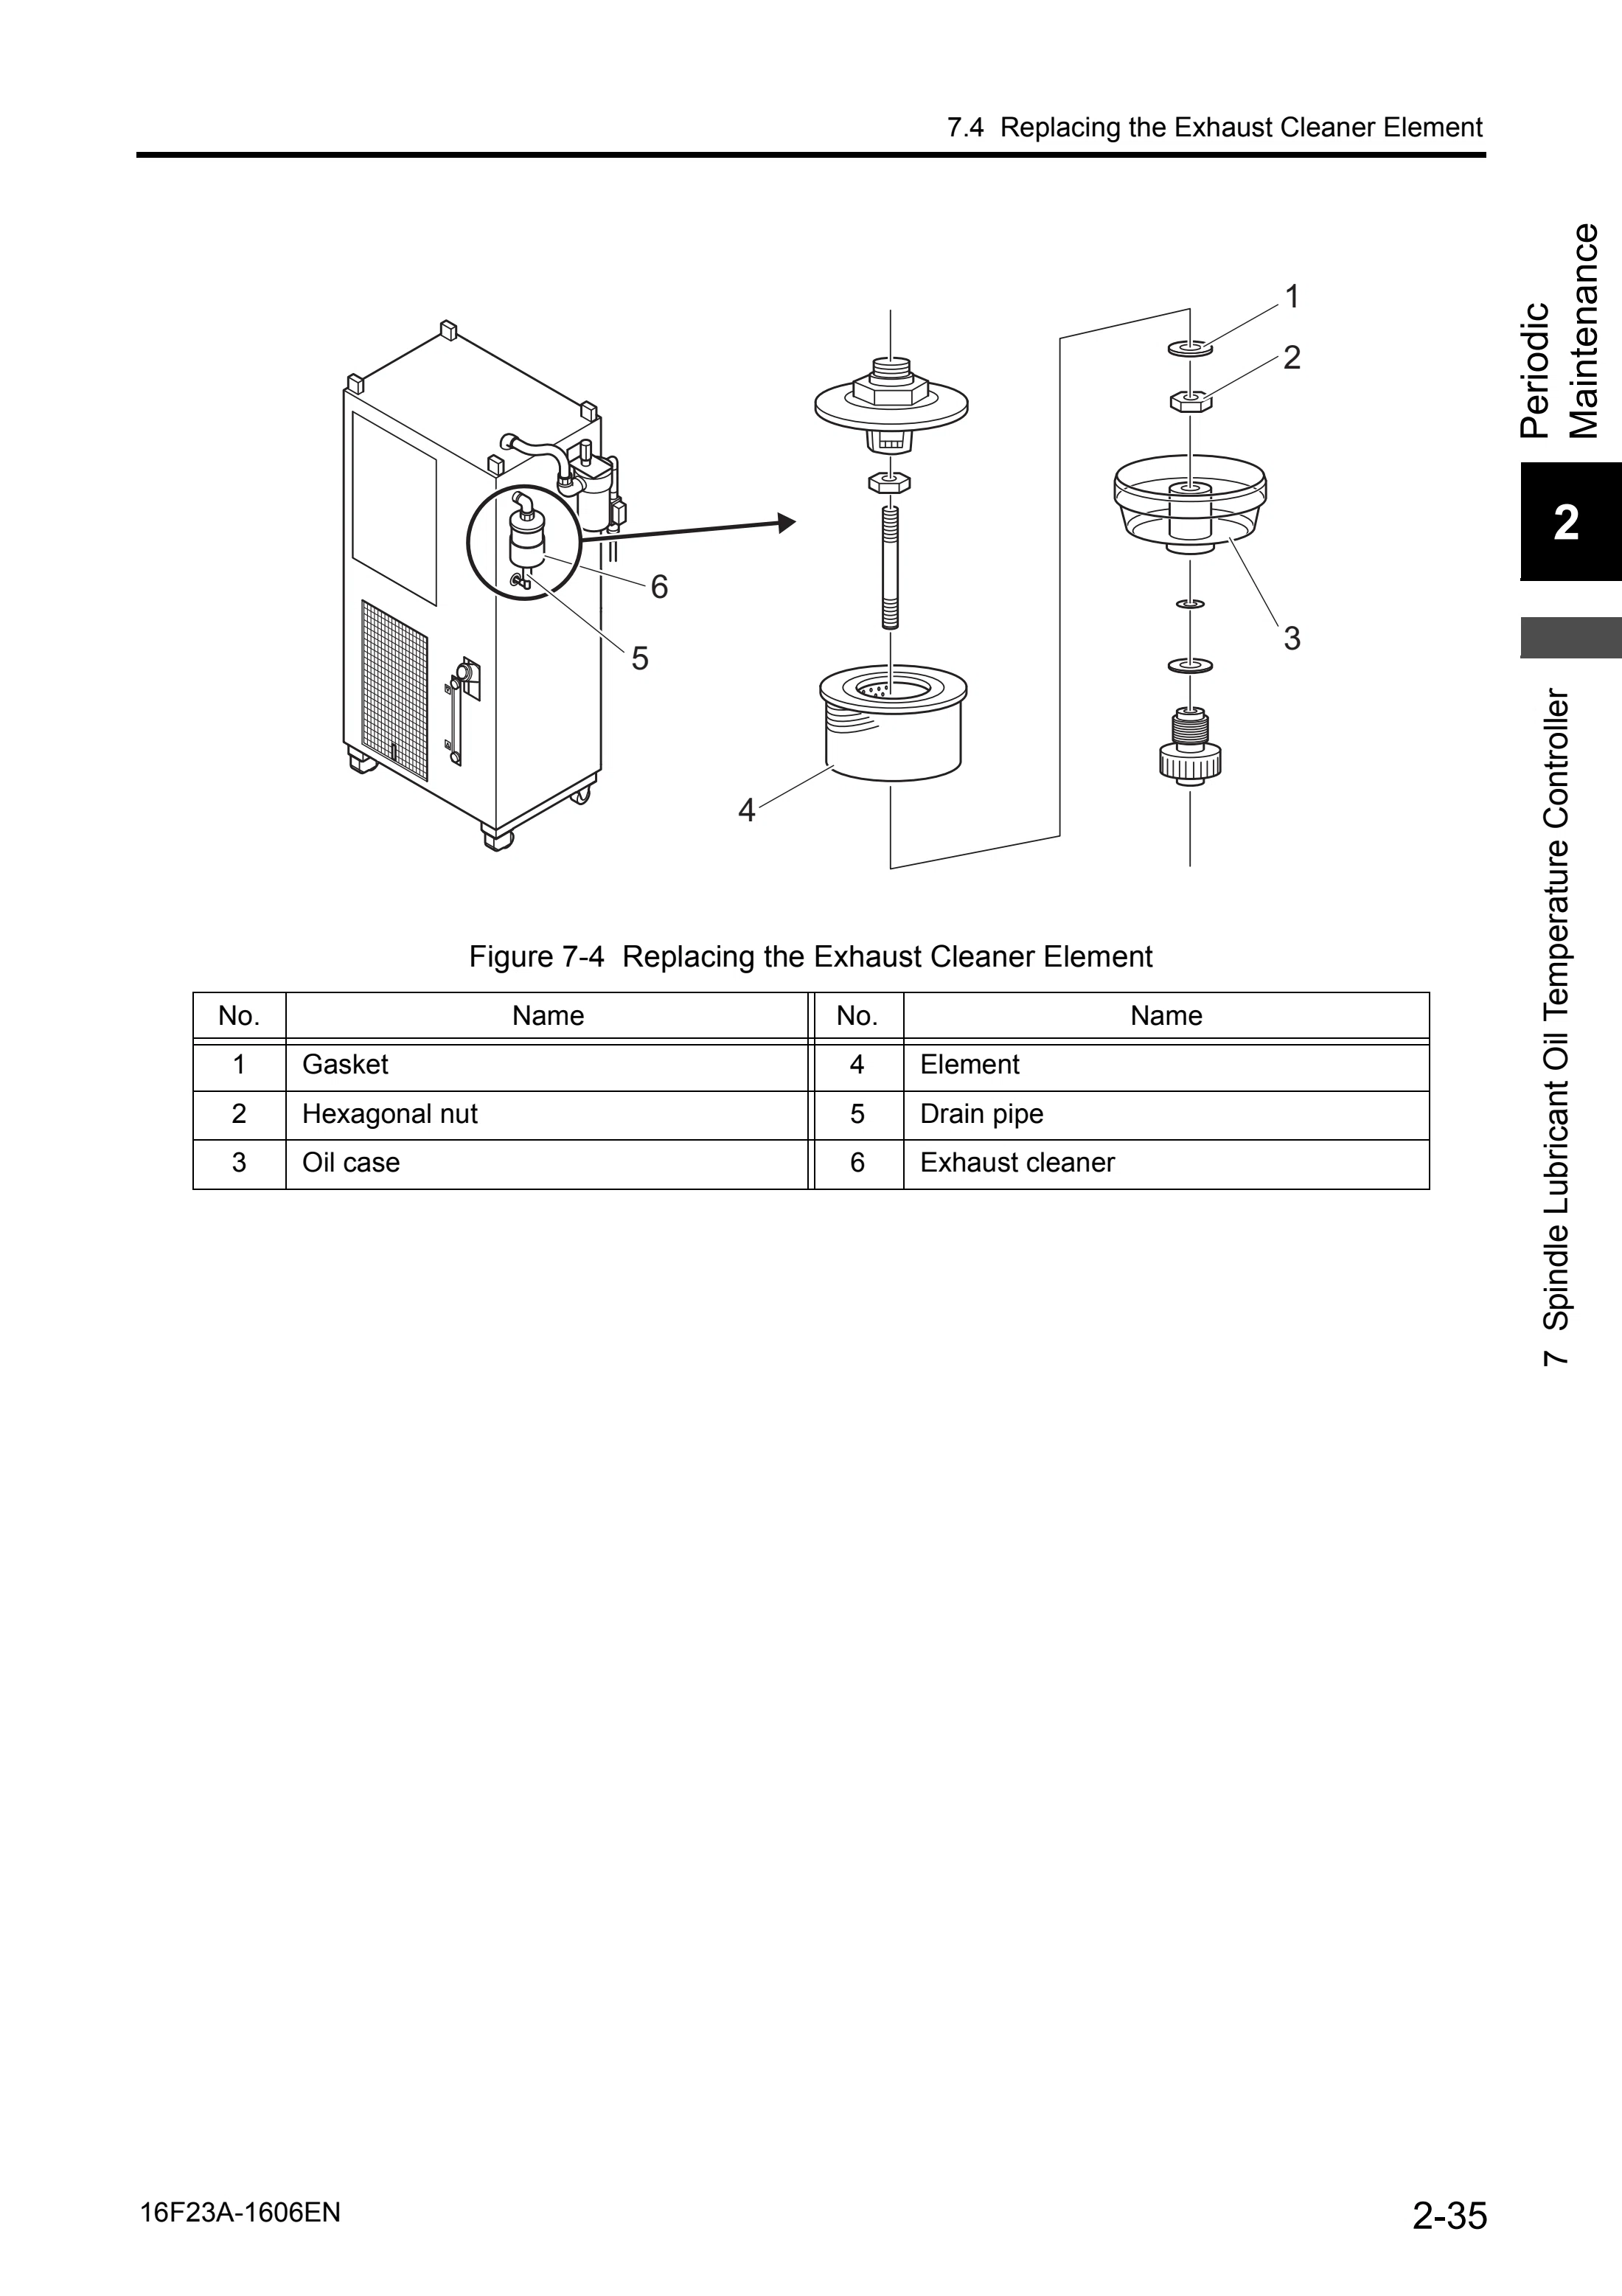 7.4 Replacing the Exhaust Cleaner Element
1
2
3
4
5
6
Figure 7-4 Replacing the Exhaust Cleaner Element
No. Name No. Name
1 Gasket 4 Element
2 Hexagonal nut 5 Drain pipe
3 Oil case 6 Exhaust cleaner
Periodic
Maintenance
2
7 Spindle Lubricant Oil Temperature Controller
16F23A-1606EN
2-35